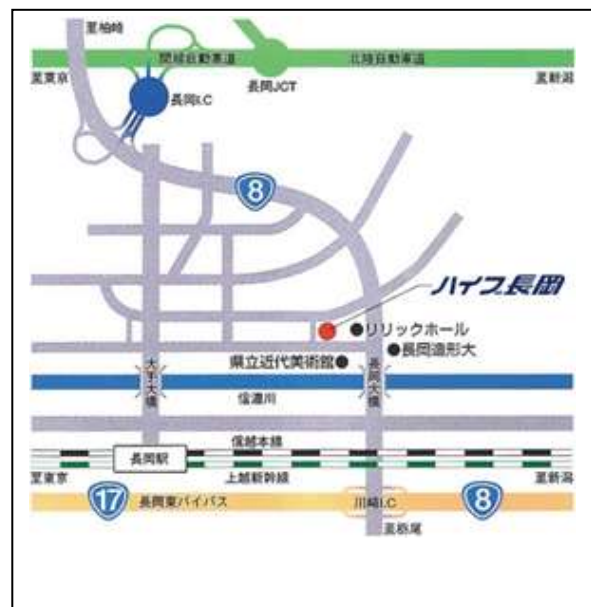 至柏崎
関越自動車道
北陸自動車道
至東京
長岡JCT
至新潟
長岡I.C
8
ハイブ長岡
リリックホール
長岡造形大
県立近代美術館
大手大橋
長岡大橋
信濃川
信越本線
長岡駅
至東京
上越新幹線
至新潟
17
長岡東バイパス
川崎I.C
8
至栃尾